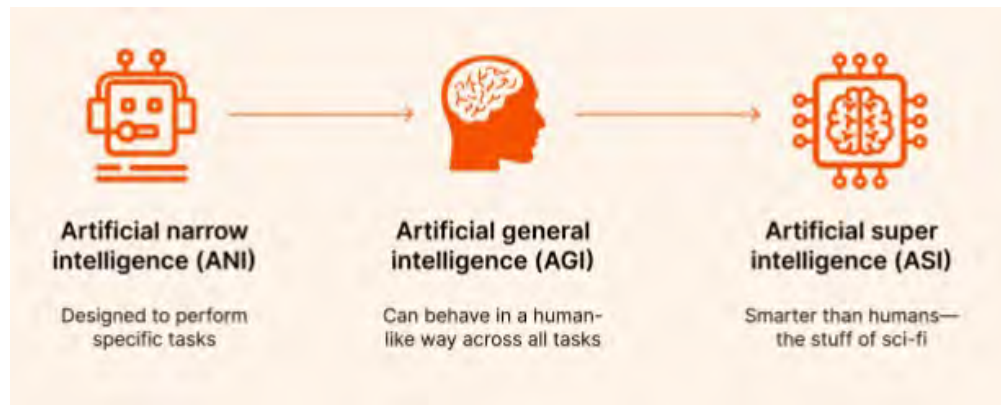 Artificial narrow
intelligence (ANI)
Designed to perform
specific tasks
Artificial general
intelligence (AGI)
Can behave in a human-
like way across all tasks
Artificial super
intelligence (ASI)
Smarter than humans—
the stuff of sci-fi